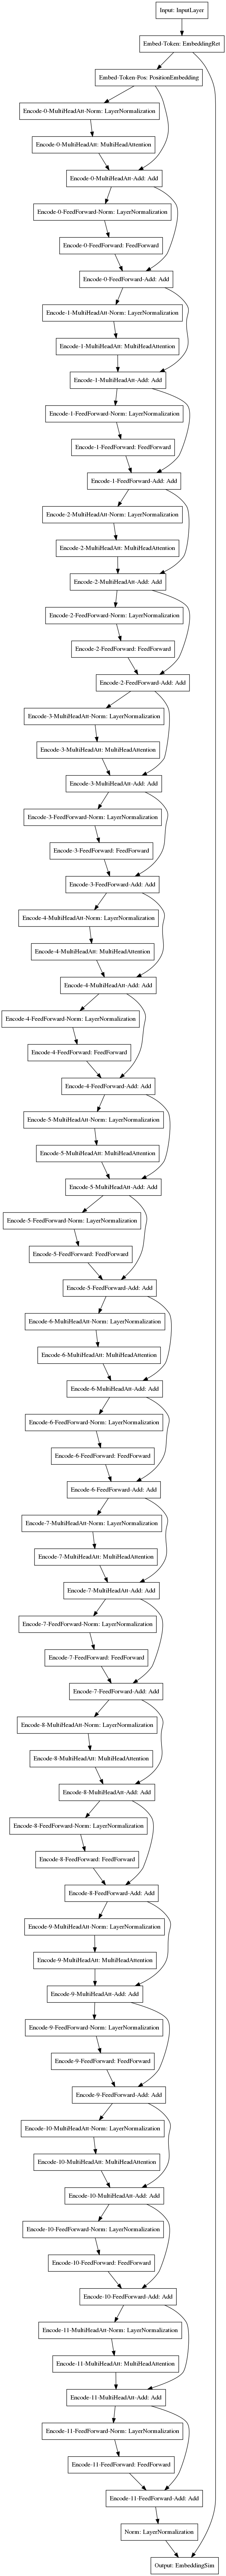 Input: InputLayer
Embed-Token: EmbeddingRet
Embed-Token-Pos: PositionEmbedding
Encode-0-MultiHeadAtt-Norm: LayerNormalization
Encode-0-MultiHeadAtt: MultiHeadAttention
Encode-0-MultiHeadAtt-Add: Add
Encode-0-FeedForward-Norm: LayerNormalization
Encode-0-FeedForward: FeedForward
Encode-0-FeedForward-Add: Add
Encode-1-MultiHeadAtt-Norm: LayerNormalization
Encode-1-MultiHeadAtt: MultiHeadAttention
Encode-1-MultiHeadAtt-Add: Add
Encode-1-FeedForward-Norm: LayerNormalization
Encode-1-FeedForward: FeedForward
Encode-1-FeedForward-Add: Add
Encode-2-MultiHeadAtt-Norm: LayerNormalization
Encode-2-MultiHeadAtt: MultiHeadAttention
Encode-2-MultiHeadAtt-Add: Add
Encode-2-FeedForward-Norm: LayerNormalization
Encode-2-FeedForward: FeedForward
Encode-2-FeedForward-Add: Add
Encode-3-MultiHeadAtt-Norm: LayerNormalization
Encode-3-MultiHeadAtt: MultiHeadAttention
Encode-3-MultiHeadAtt-Add: Add
Encode-3-FeedForward-Norm: LayerNormalization
Encode-3-FeedForward: FeedForward
Encode-3-FeedForward-Add: Add
Encode-4-MultiHeadAtt-Norm: LayerNormalization
Encode-4-MultiHeadAtt: MultiHeadAttention
Encode-4-MultiHeadAtt-Add: Add
Encode-4-FeedForward-Norm: LayerNormalization
Encode-4-FeedForward: FeedForward
Encode-4-FeedForward-Add: Add
Encode-5-MultiHeadAtt-Norm: LayerNormalization
Encode-5-MultiHeadAtt: MultiHeadAttention
Encode-5-MultiHeadAtt-Add: Add
Encode-5-FeedForward-Norm: LayerNormalization
Encode-5-FeedForward: FeedForward
Encode-5-FeedForward-Add: Add
Encode-6-MultiHeadAtt-Norm: LayerNormalization
Encode-6-MultiHeadAtt: MultiHeadAttention
Encode-6-MultiHeadAtt-Add: Add
Encode-6-FeedForward-Norm: LayerNormalization
Encode-6-FeedForward: FeedForward
Encode-6-FeedForward-Add: Add
Encode-7-MultiHeadAtt-Norm: LayerNormalization
Encode-7-MultiHeadAtt: MultiHeadAttention
Encode-7-MultiHeadAtt-Add: Add
Encode-7-FeedForward-Norm: LayerNormalization
Encode-7-FeedForward: FeedForward
Encode-7-FeedForward-Add: Add
Encode-8-MultiHeadAtt-Norm: LayerNormalization
Encode-8-MultiHeadAtt: MultiHeadAttention
Encode-8-MultiHeadAtt-Add: Add
Encode-8-FeedForward-Norm: LayerNormalization
Encode-8-FeedForward: FeedForward
Encode-8-FeedForward-Add: Add
Encode-9-MultiHeadAtt-Norm: LayerNormalization
Encode-9-MultiHeadAtt: MultiHeadAttention
Encode-9-MultiHeadAtt-Add: Add
Encode-9-FeedForward-Norm: LayerNormalization
Encode-9-FeedForward: FeedForward
Encode-9-FeedForward-Add: Add
Encode-10-MultiHeadAtt-Norm: LayerNormalization
Encode-10-MultiHeadAtt: MultiHeadAttention
Encode-10-MultiHeadAtt-Add: Add
Encode-10-FeedForward-Norm: LayerNormalization
Encode-10-FeedForward: FeedForward
Encode-10-FeedForward-Add: Add
Encode-11-MultiHeadAtt-Norm: LayerNormalization
Encode-11-MultiHeadAtt: MultiHeadAttention
Encode-11-MultiHeadAtt-Add: Add
Encode-11-FeedForward-Norm: LayerNormalization
Encode-11-FeedForward: FeedForward
Encode-11-FeedForward-Add: Add
Norm: LayerNormalization
Output: EmbeddingSim